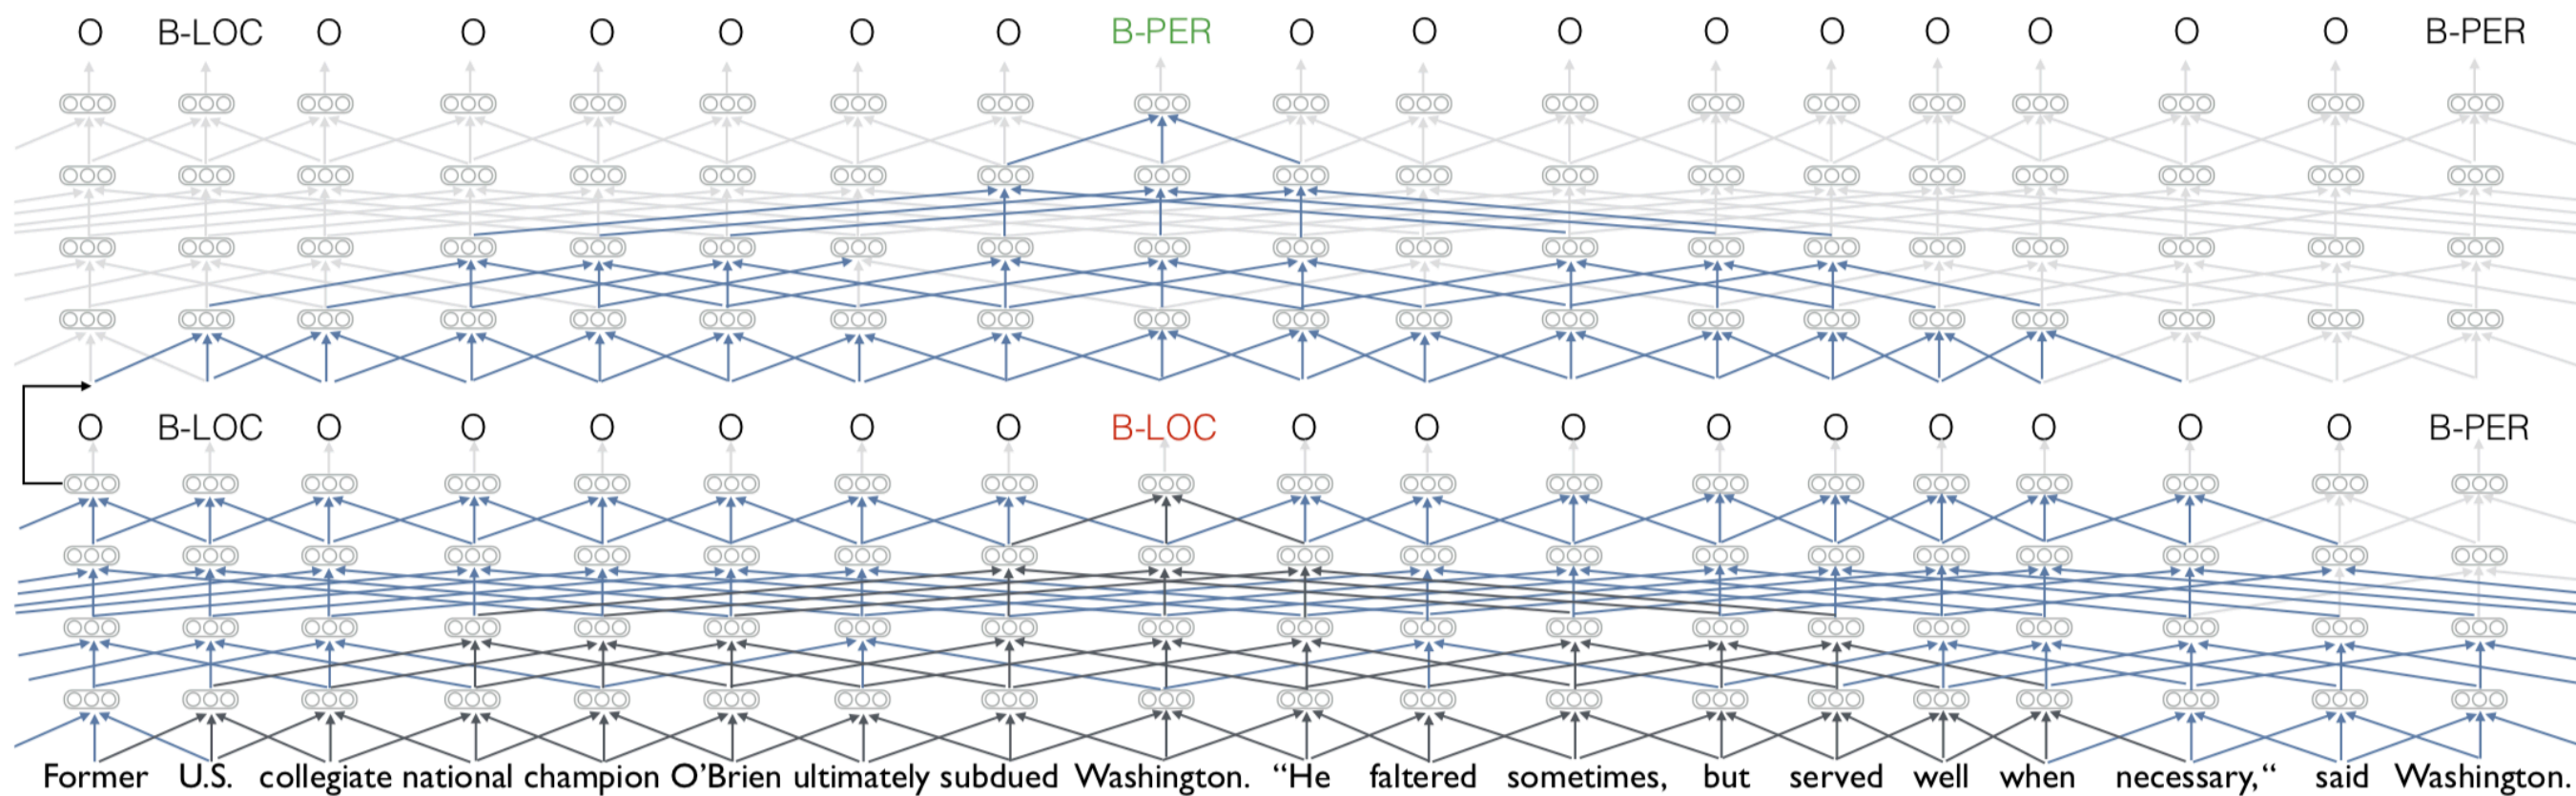 O B-LOC O O O O O O B-PER O O O O O O O O O B-PER
O B-LOC O O O O O O B-LOC O O O O O O O O O B-PER
Former U.S. collegiate national champion O’Brien ultimately subdued Washington. “He faltered sometimes, but served well when necessary,“ said Washington.